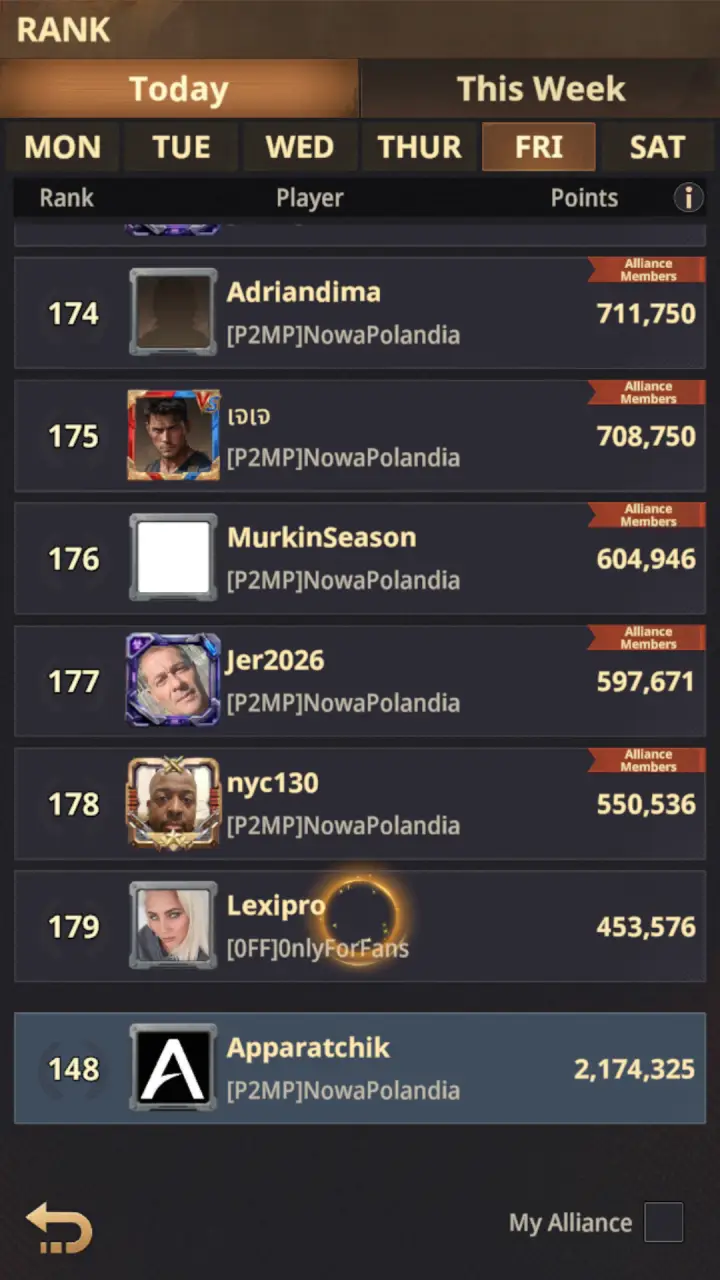 RANK
Today
This Week
MON
TUE
WED
THUR
FRI
SAT
Rank
Player
Points
i
Alliance
Members
174
Adriandima
[P2MP]NowaPolandia
711,750
Alliance
Members
VS
175
เจเจ
[P2MP]NowaPolandia
708,750
Alliance
Members
176
MurkinSeason
[P2MP]NowaPolandia
604,946
Alliance
Members
177
Jer2026
[P2MP]NowaPolandia
597,671
Alliance
Members
178
nyc130
[P2MP]NowaPolandia
550,536
179
Lexipro
[0FF]0nlyForFans
453,576
148
Apparatchik
[P2MP]NowaPolandia
2,174,325
My Alliance